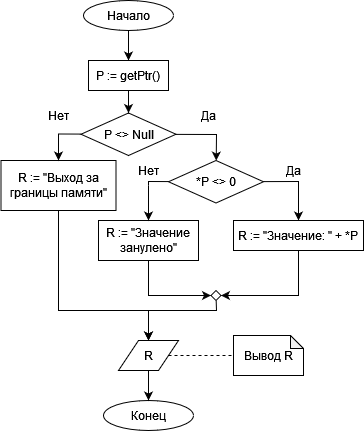 Начало
P := getPtr()
Нет
Да
P <> Null
Нет
Да
*P <> 0
R := "Выход за
границы памяти"
R := "Значение
занулено"
R := "Значение: " + *P
R
Вывод R
Конец